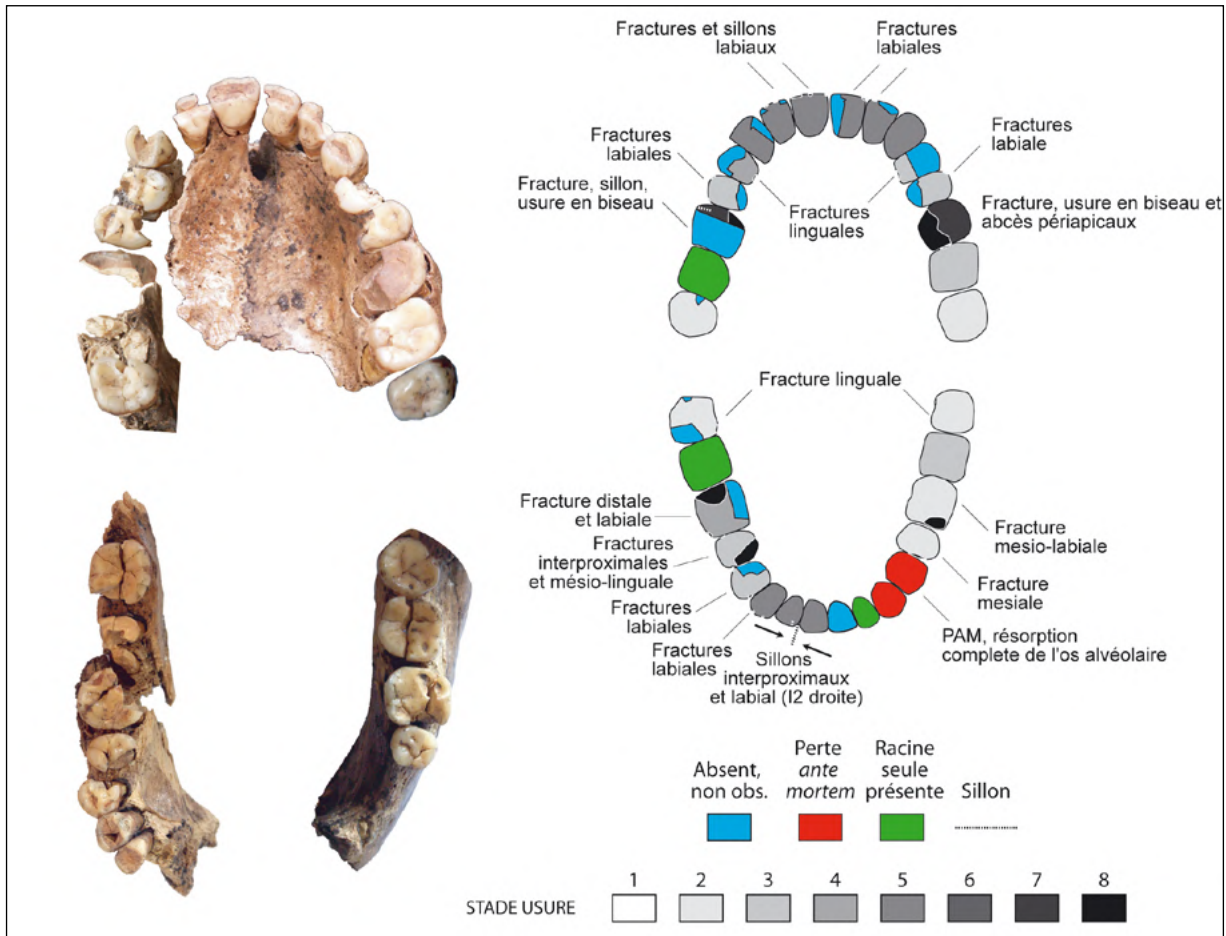 Fractures et sillons
labiaux
Fractures
labiales
Fractures
labiales
Fractures
labiale
Fracture, sillon,
usure en biseau
Fractures
linguales
Fracture, usure en biseau et
abcès périapicaux
Fracture linguale
Fracture distale
et labiale
Fracture
mesio-labiale
Fractures
interproximales
et mésio-linguale
Fracture
mesiale
Fractures
labiales
PAM, résorption
complete de l'os alvéolaire
Fractures
labiales
Sillons
interproximaux
et labial (I2 droite)
Absent,
non obs.
Perte
ante
mortem
Racine
seule
présente
Sillon
STADE USURE
1 2 3 4 5 6 7 8